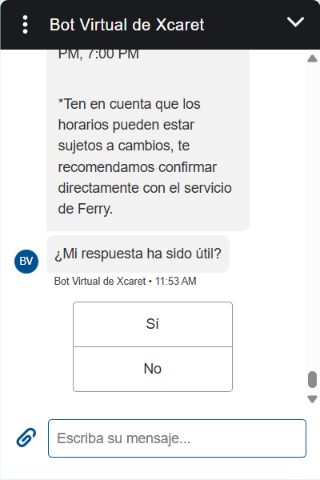 Bot Virtual de Xcaret
PM, 7:00 PM
*Ten en cuenta que los
horarios pueden estar
sujetos a cambios, te
recomendamos confirmar
directamente con el servicio
de Ferry.
¿Mi respuesta ha sido útil?
BV
Bot Virtual de Xcaret • 11:53 AM
Sí
No
Escriba su mensaje...